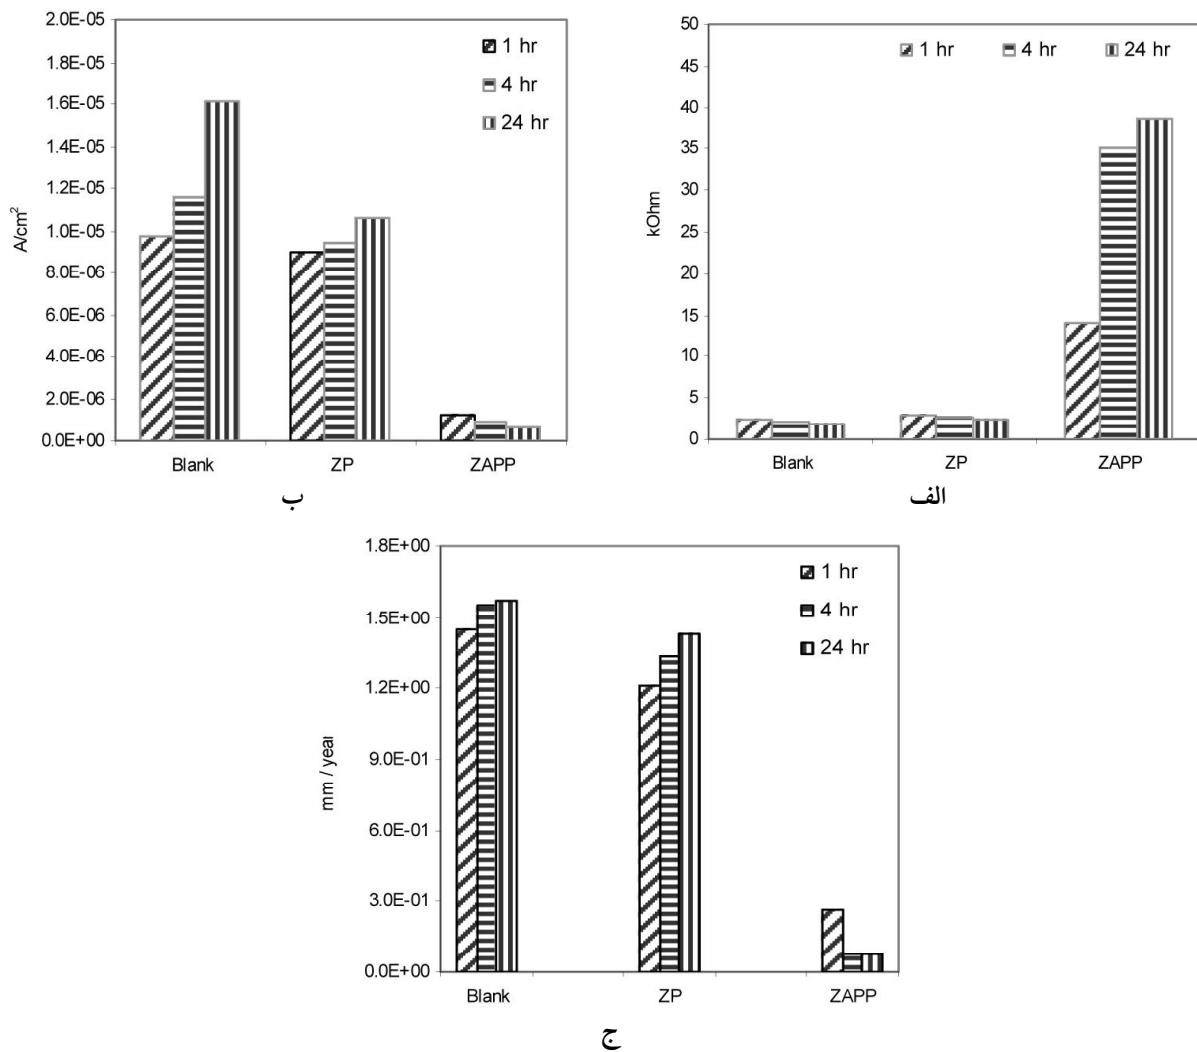 2.0E-05
1.8E-05
1.6E-05
1.4E-05
1.2E-05
1.0E-05
8.0E-06
6.0E-06
4.0E-06
2.0E-06
0.0E+00
A/cm²
1 hr
4 hr
24 hr
Blank ZP ZAPP
ب
50
45
40
35
30
25
20
15
10
5
0
kOhm
1 hr 4 hr 24 hr
Blank ZP ZAPP
الف
1.8E+00
1.5E+00
1.2E+00
9.0E-01
6.0E-01
3.0E-01
0.0E+00
mm / year
1 hr
4 hr
24 hr
Blank ZP ZAPP
ج